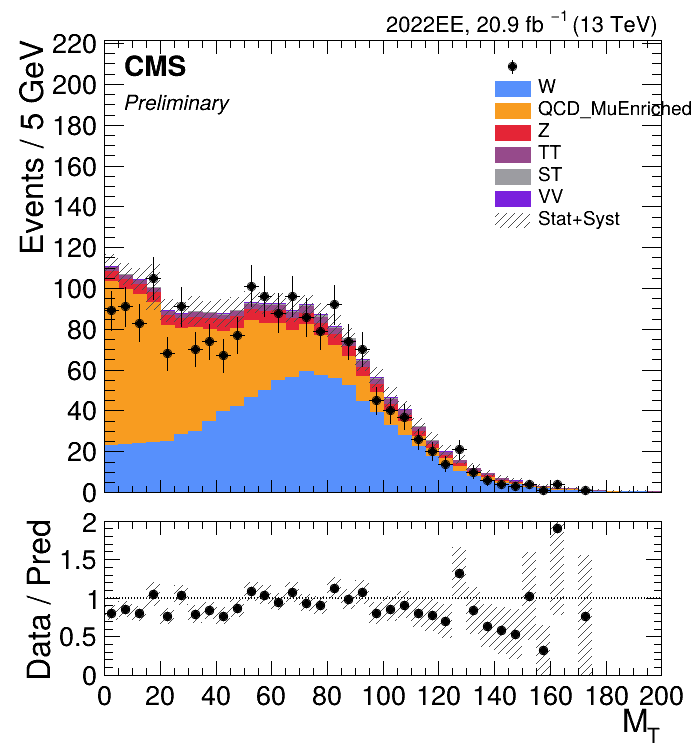 2022EE, 20.9 fb⁻¹ (13 TeV)
CMS
Preliminary
W
QCD_MuEnriched
Z
TT
ST
VV
Stat+Syst
Events / 5 GeV
220
200
180
160
140
120
100
80
60
40
20
0
Data / Pred
2
1.5
1
0.5
0
0 20 40 60 80 100 120 140 160 180 200
M_T